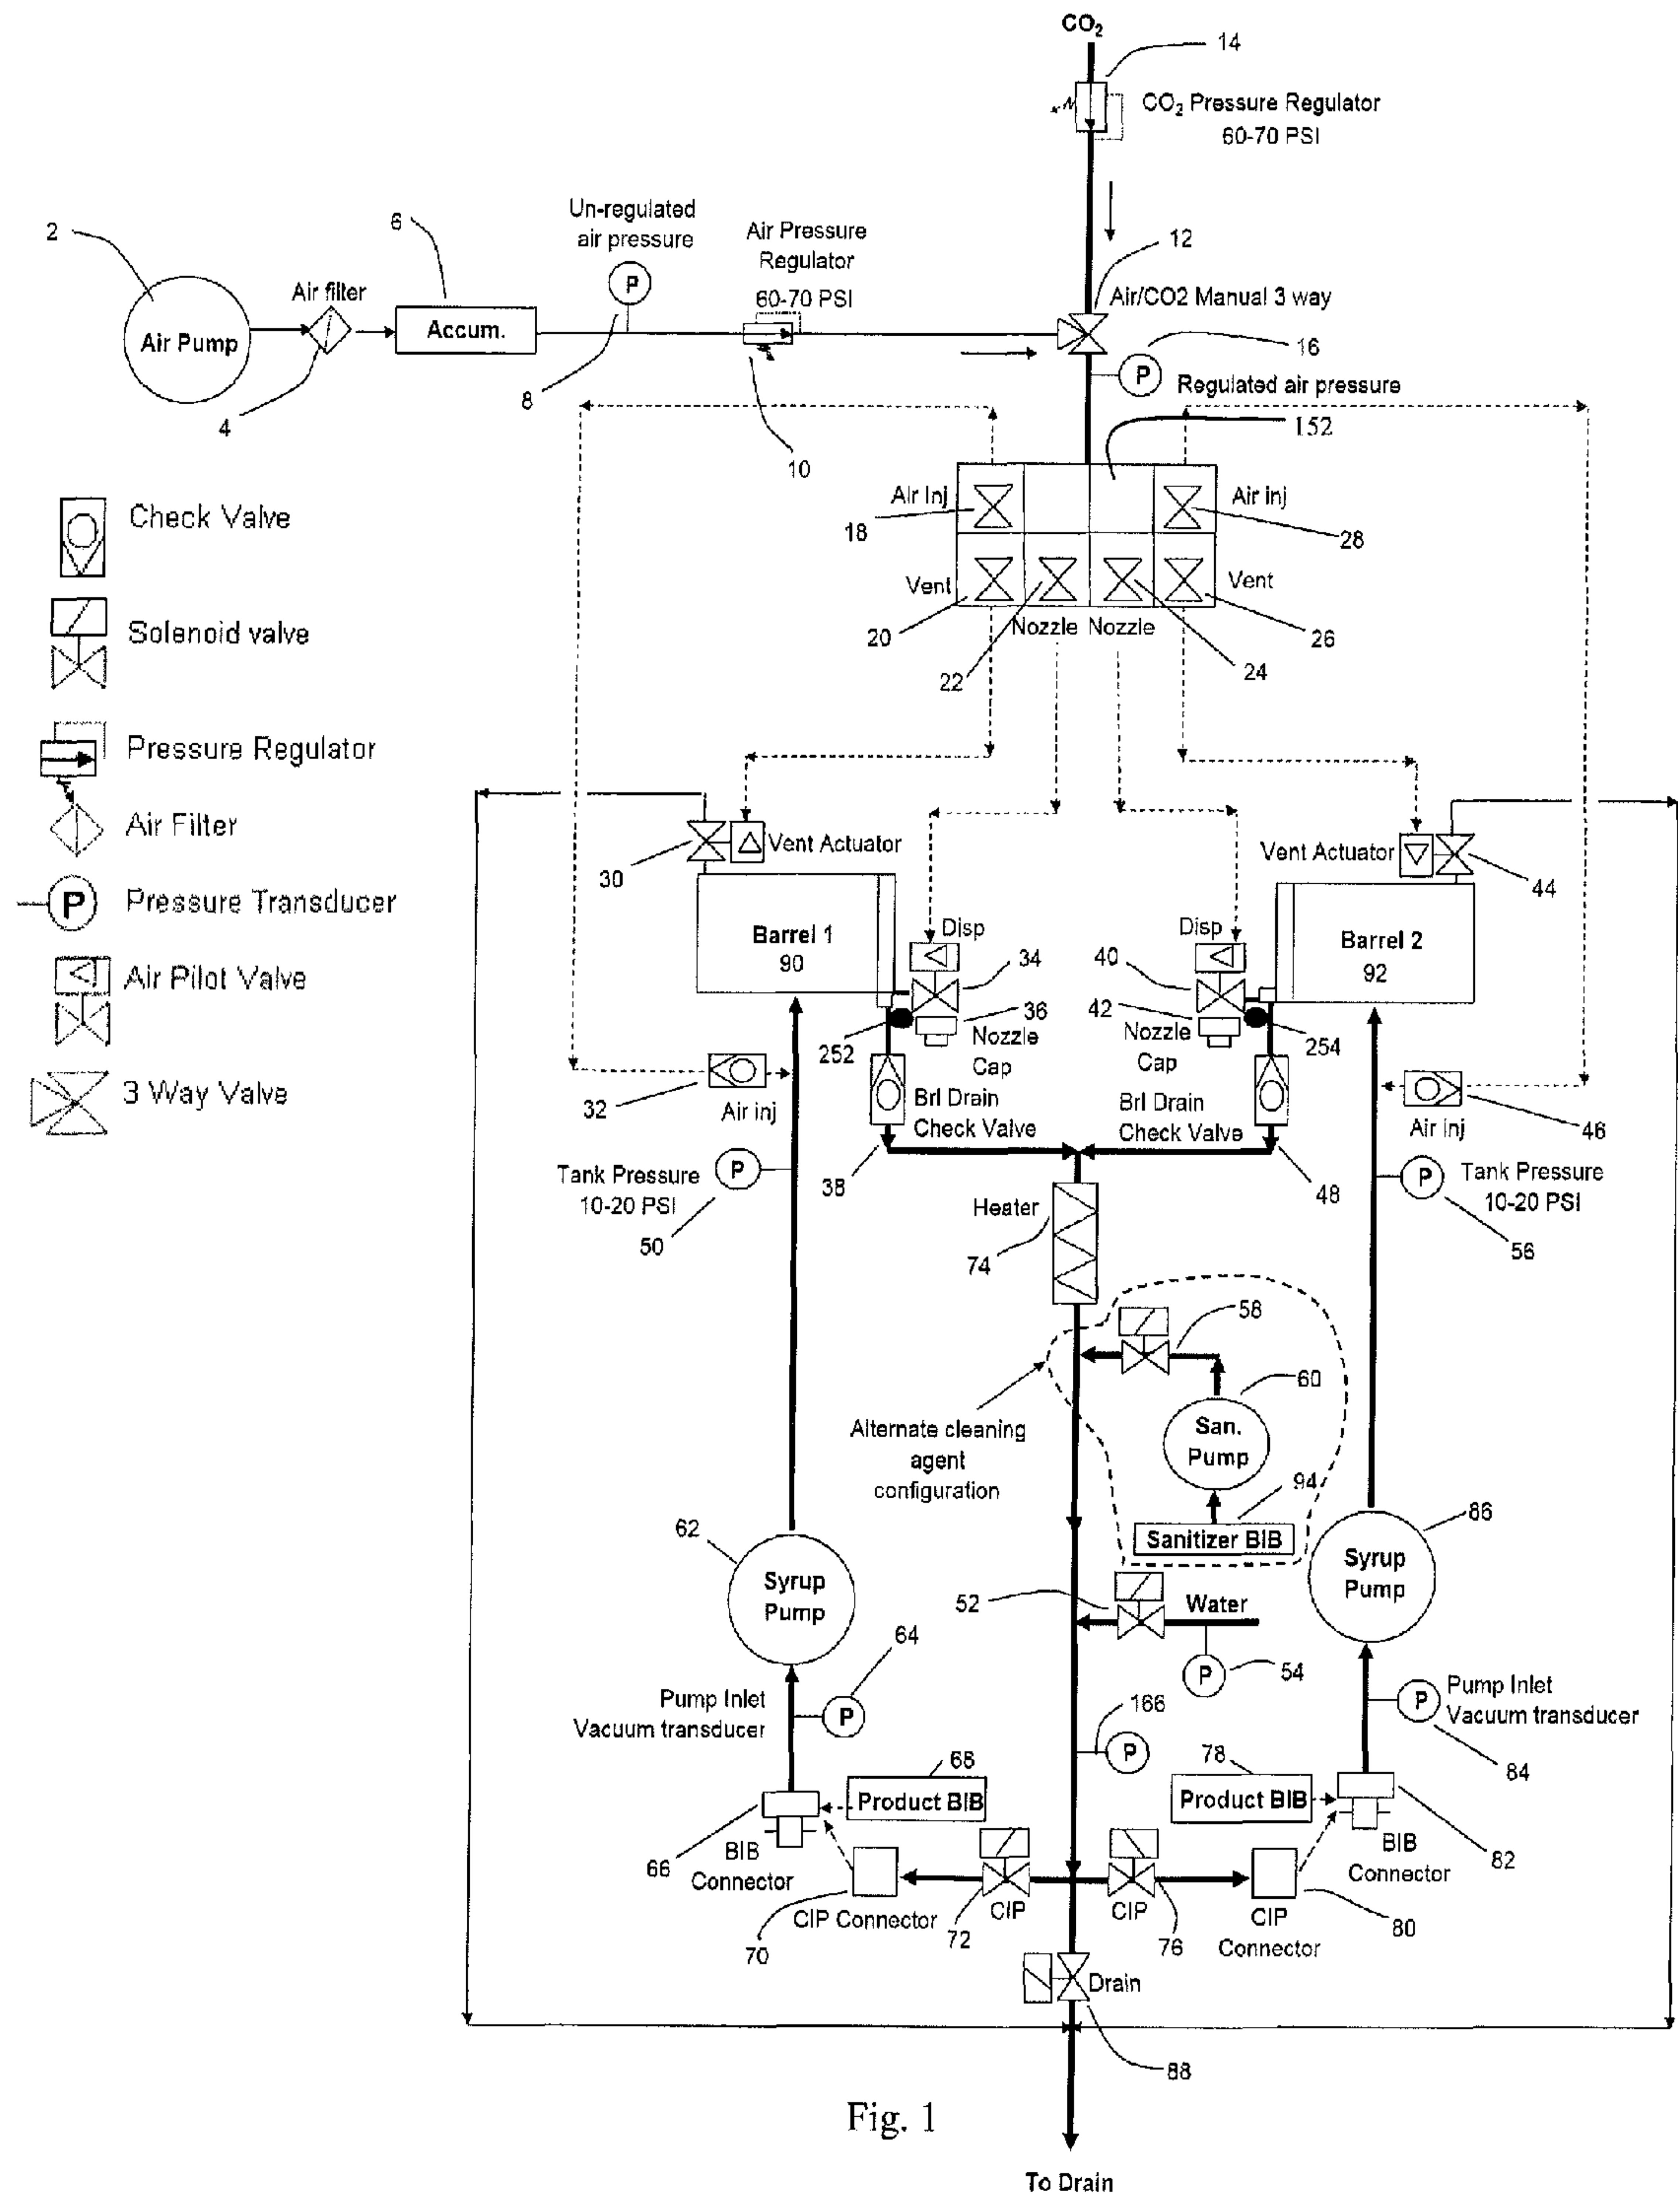 CO2
14
CO2 Pressure Regulator
60-70 PSI
2
6
Un-regulated
air pressure
Air Pressure
Regulator
60-70 PSI
12
Air/CO2 Manual 3 way
Air filter
P
Air Pump
Accum.
16
P
Regulated air pressure
4
8
10
152
Air Inj
18
Air inj
28
Vent
20
Vent
26
Nozzle
Nozzle
22
24
Check Valve
Solenoid valve
Pressure Regulator
Air Filter
P
Pressure Transducer
Air Pilot Valve
3 Way Valve
30
Vent Actuator
Vent Actuator
44
Barrel 1
90
Disp
34
36
Nozzle
Cap
252
Disp
40
42
Nozzle
Cap
254
Barrel 2
92
32
Air inj
Brl Drain
Check Valve
38
Brl Drain
Check Valve
48
Air inj
46
Tank Pressure
10-20 PSI
50
P
Heater
74
P
Tank Pressure
10-20 PSI
56
58
60
San.
Pump
94
Sanitizer BIB
Alternate cleaning
agent
configuration
62
Syrup
Pump
86
Syrup
Pump
52
Water
P
54
64
P
Pump Inlet
Vacuum transducer
166
P
P
Pump Inlet
Vacuum transducer
84
68
Product BIB
78
Product BIB
66
BIB
Connector
BIB
Connector
82
70
CIP Connector
72
CIP
CIP
76
CIP
Connector
80
Drain
88
Fig. 1
To Drain